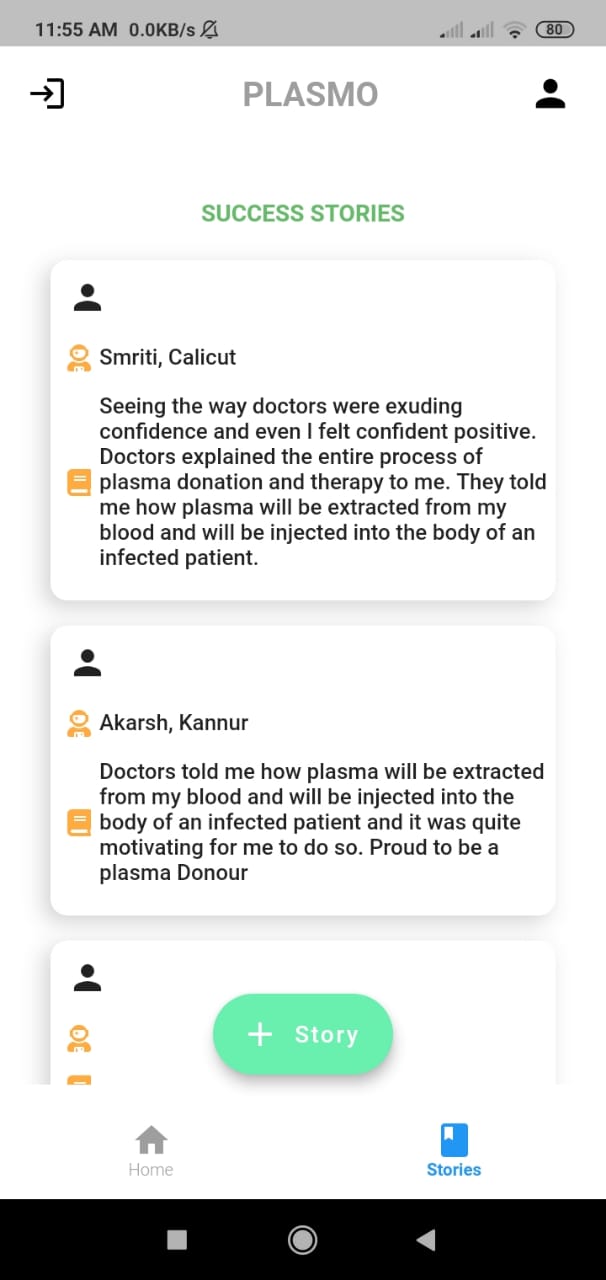 11:55 AM 0.0KB/s
80
PLASMO
SUCCESS STORIES
Smriti, Calicut
Seeing the way doctors were exuding
confidence and even I felt confident positive.
Doctors explained the entire process of
plasma donation and therapy to me. They told
me how plasma will be extracted from my
blood and will be injected into the body of an
infected patient.
Akarsh, Kannur
Doctors told me how plasma will be extracted
from my blood and will be injected into the
body of an infected patient and it was quite
motivating for me to do so. Proud to be a
plasma Donour
+ Story
Home
Stories